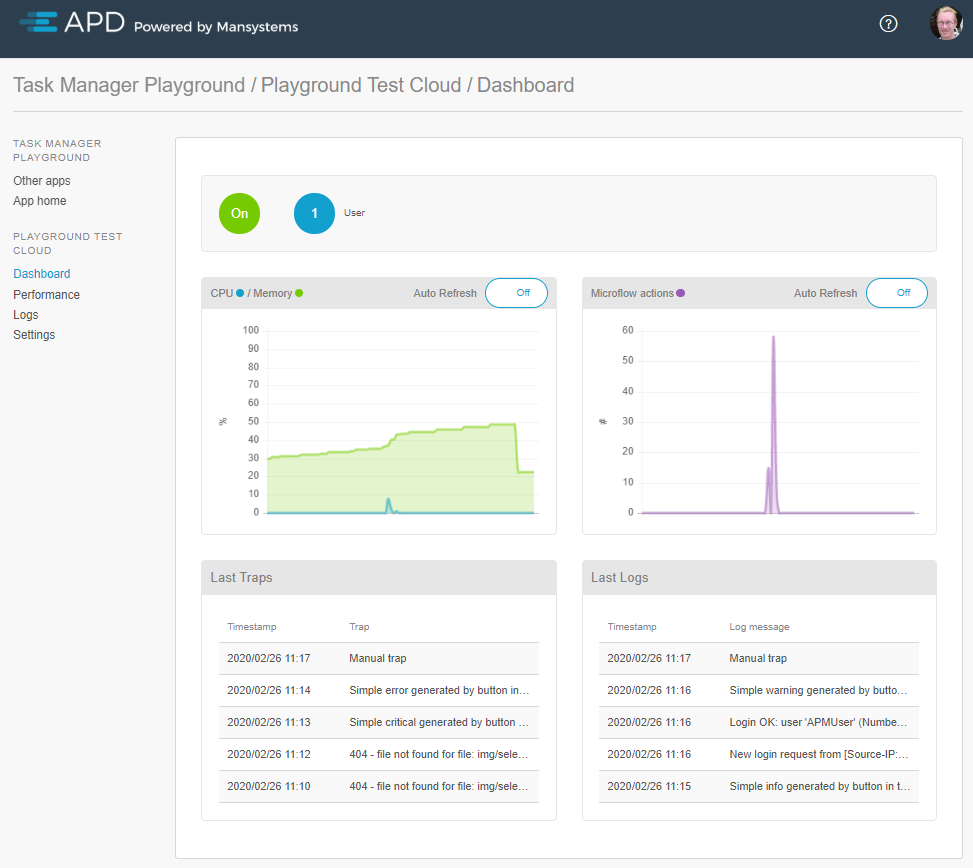 APD Powered by Mansystems
?
Task Manager Playground / Playground Test Cloud / Dashboard
TASK MANAGER
PLAYGROUND
Other apps
App home
PLAYGROUND TEST
CLOUD
Dashboard
Performance
Logs
Settings
On
1
User
CPU / Memory
Auto Refresh
Off
100
90
80
70
60
50
40
30
20
10
0
%
Microflow actions
Auto Refresh
Off
60
50
40
30
20
10
0
#
Last Traps
Timestamp Trap
2020/02/26 11:17 Manual trap
2020/02/26 11:14 Simple error generated by button in...
2020/02/26 11:13 Simple critical generated by button ...
2020/02/26 11:12 404 - file not found for file: img/sele...
2020/02/26 11:10 404 - file not found for file: img/sele...
Last Logs
Timestamp Log message
2020/02/26 11:17 Manual trap
2020/02/26 11:16 Simple warning generated by butto...
2020/02/26 11:16 Login OK: user 'APMUser' (Numbe...
2020/02/26 11:16 New login request from [Source-IP:...
2020/02/26 11:15 Simple info generated by button in t...